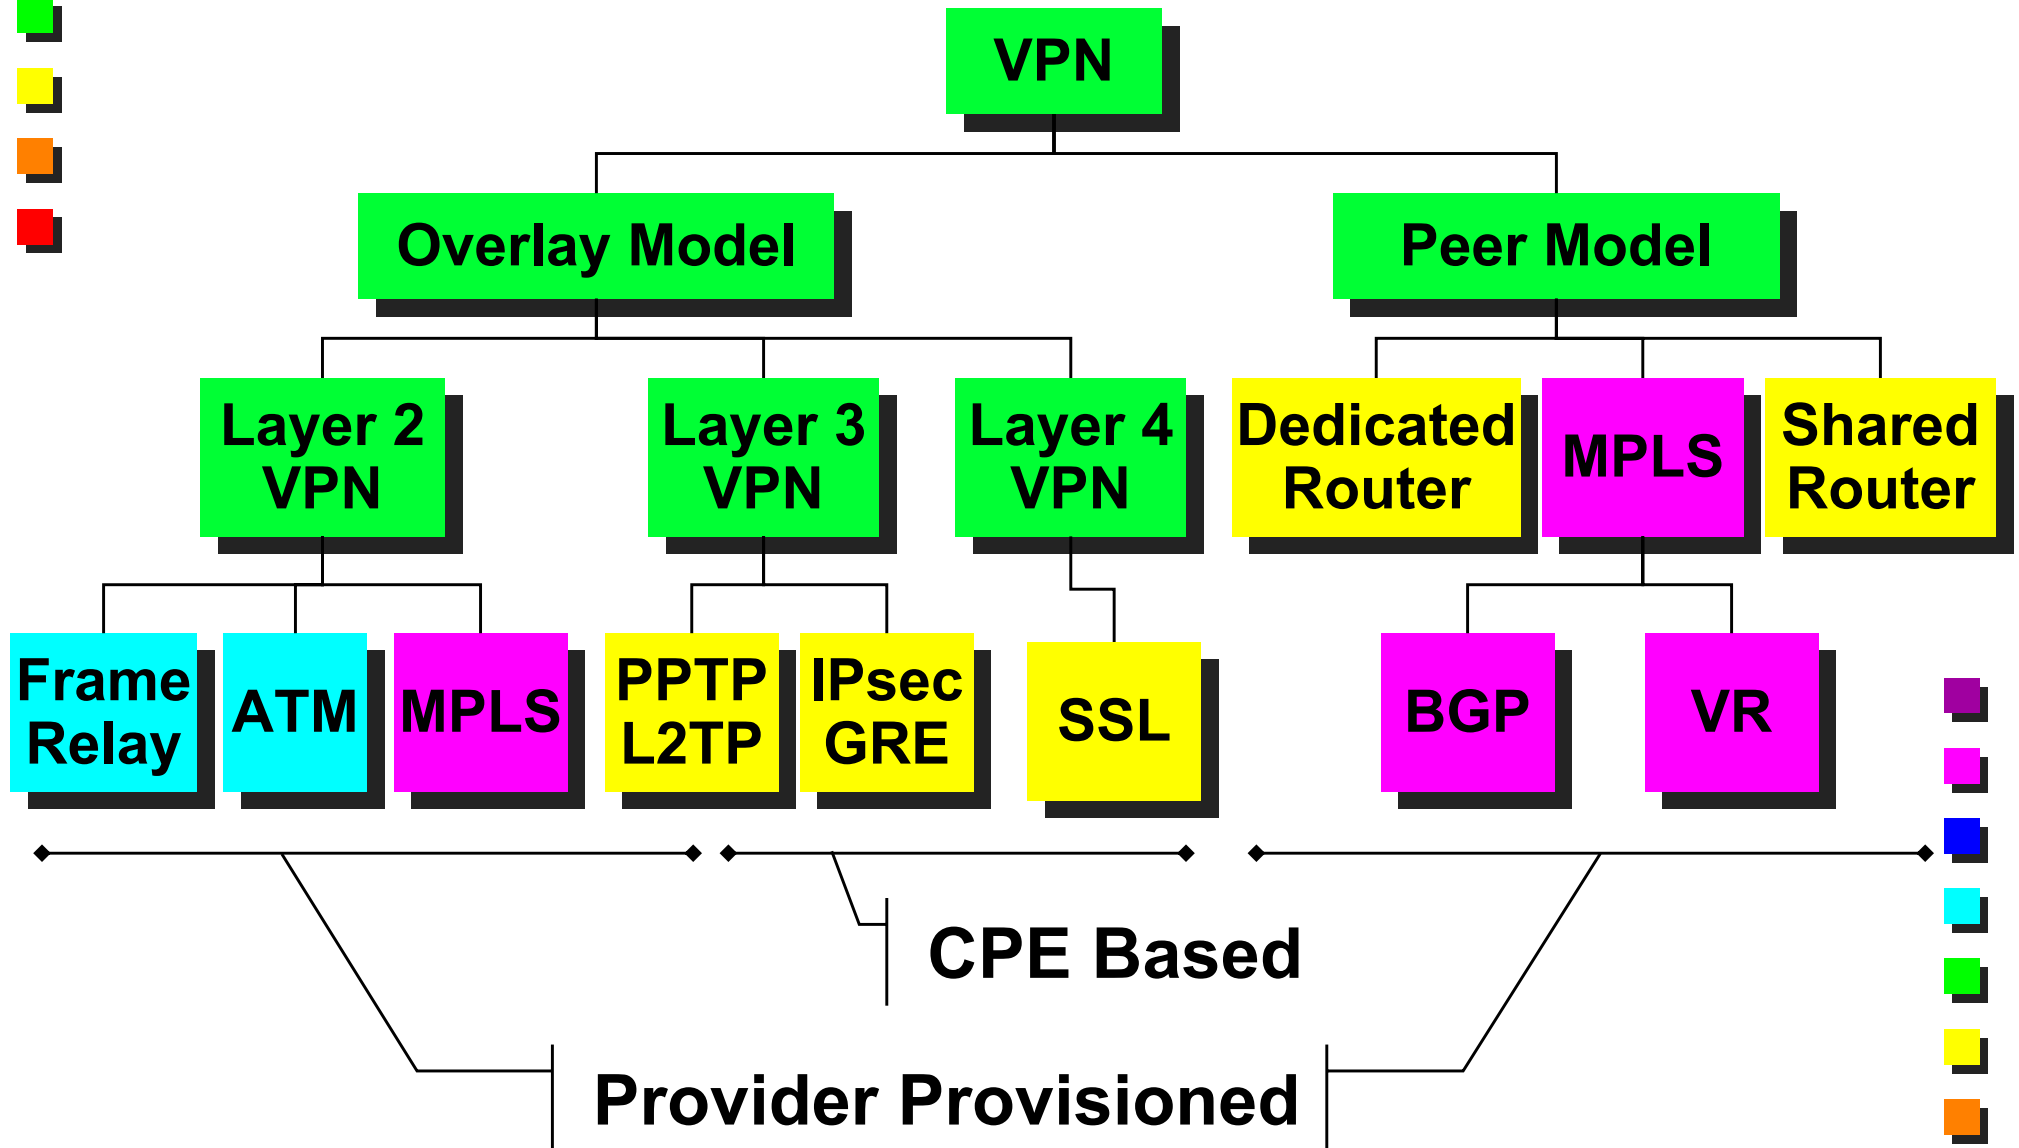 VPN
Overlay Model
Peer Model
Layer 2
VPN
Layer 3
VPN
Layer 4
VPN
Dedicated
Router
MPLS
Shared
Router
Frame
Relay
ATM
MPLS
PPTP
L2TP
IPsec
GRE
SSL
BGP
VR
CPE Based
Provider Provisioned